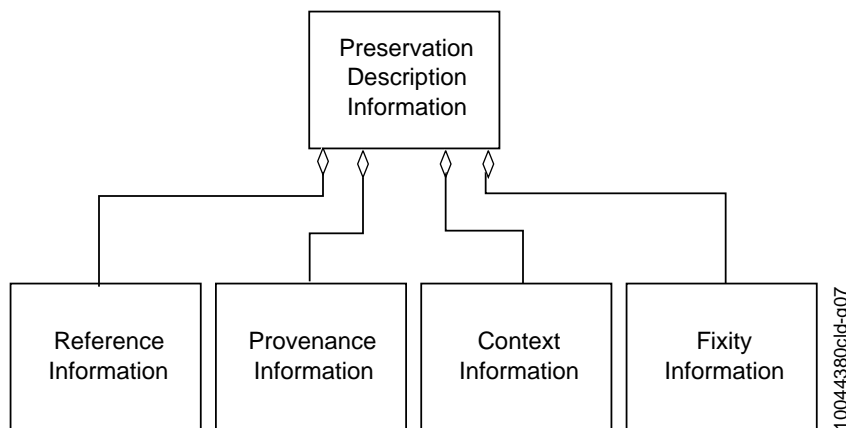 Preservation
Description
Information
Reference
Information
Provenance
Information
Context
Information
Fixity
Information
10044380cld-g07